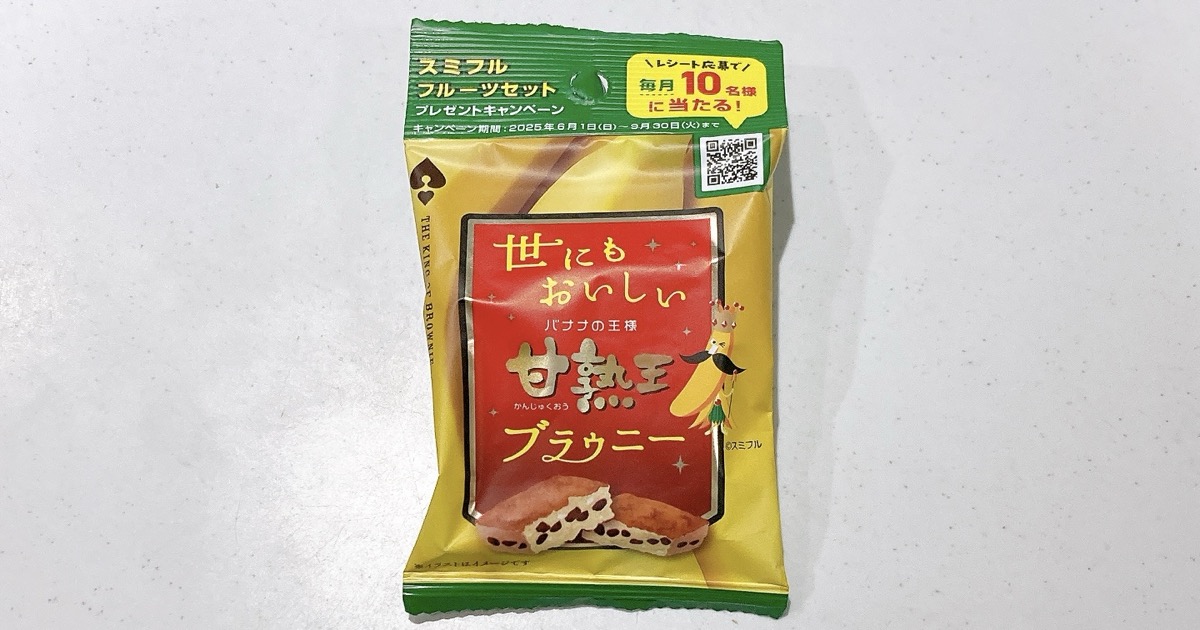 スミフル
フルーツセット
プレゼントキャンペーン
キャンペーン期間：2025年6月1日(日)～9月30日(火)まで
\レシート応募で/
毎月10名様
に当たる！
THE KING OF BROWNIE
世にも
おいしい
バナナの王様
甘熟王
かんじゅくおう
ブラウニー
©スミフル
※イラストはイメージです